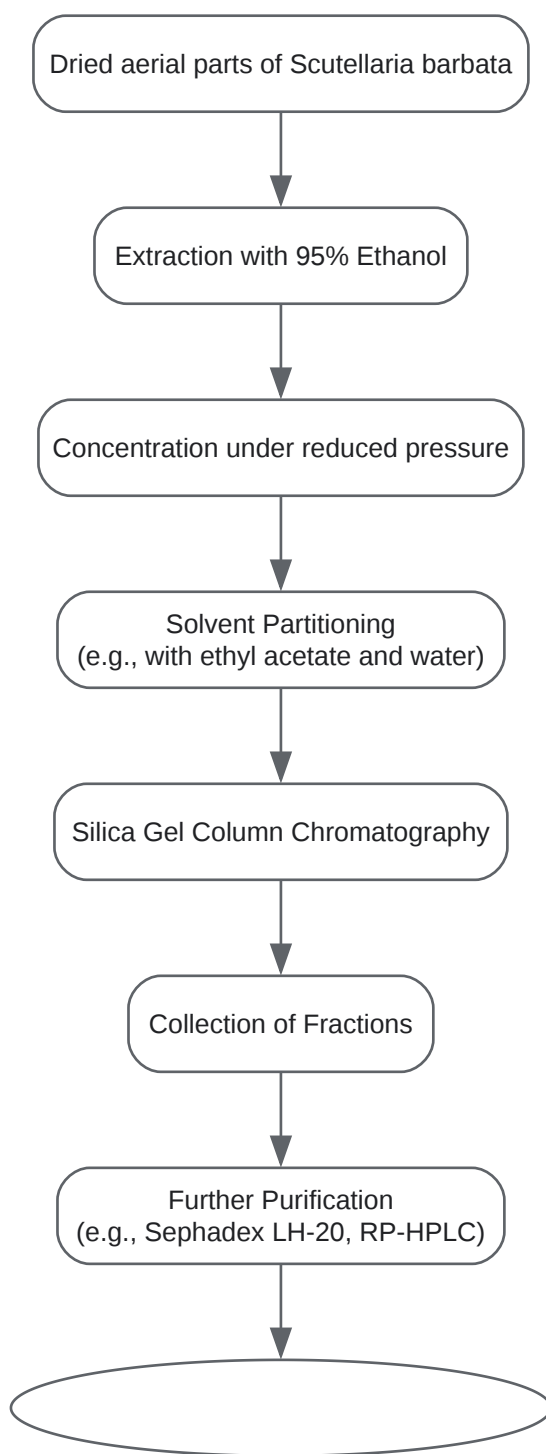 Dried aerial parts of Scutellaria barbata
Extraction with 95% Ethanol
Concentration under reduced pressure
Solvent Partitioning
(e.g., with ethyl acetate and water)
Silica Gel Column Chromatography
Collection of Fractions
Further Purification
(e.g., Sephadex LH-20, RP-HPLC)